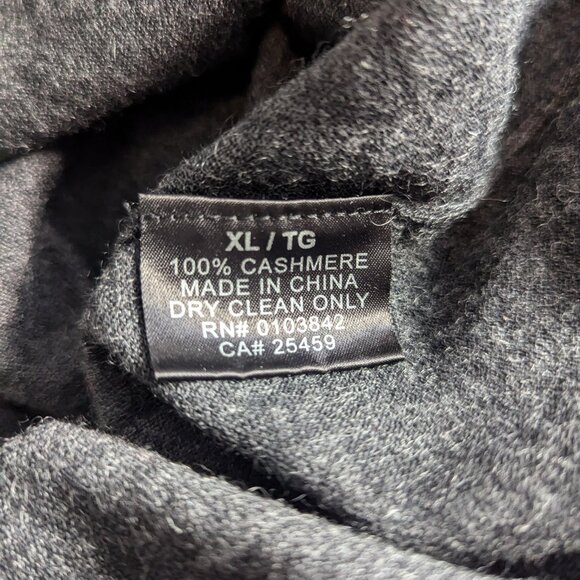 XL / TG
100% CASHMERE
MADE IN CHINA
DRY CLEAN ONLY
RN# 0103842
CA# 25459